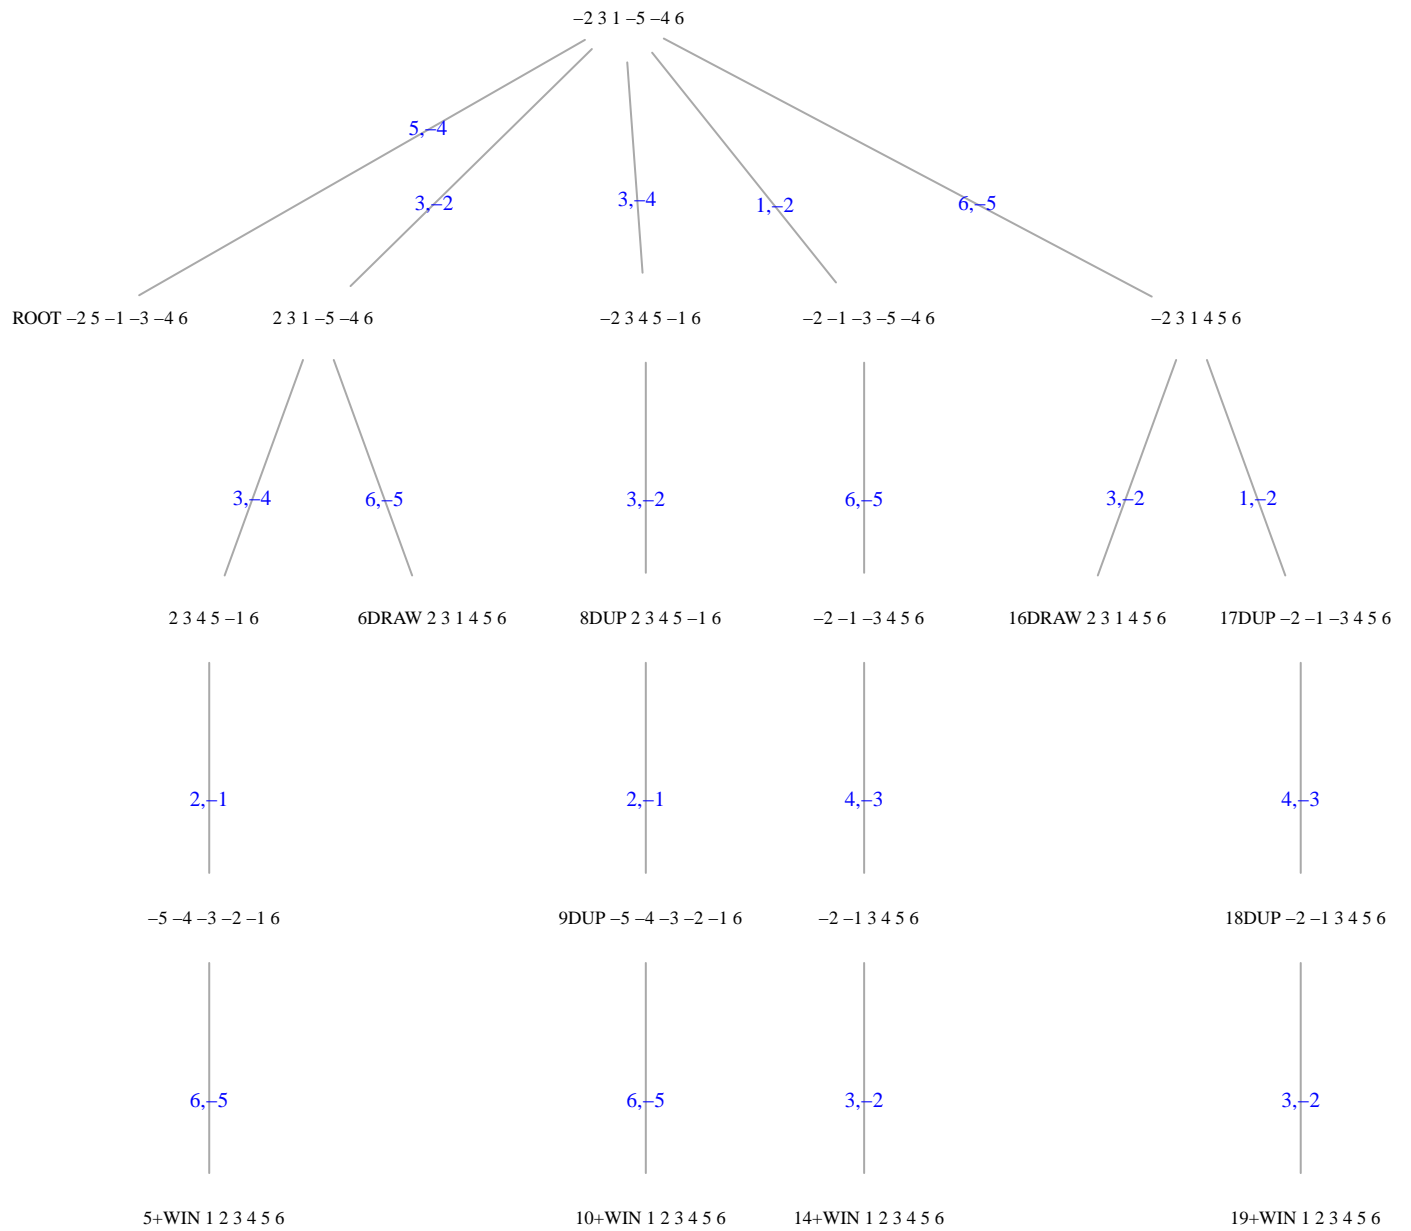 –2 3 1 –5 –4 6
5,–4
3,–2
3,–4
1,–2
6,–5
ROOT –2 5 –1 –3 –4 6
2 3 1 –5 –4 6
–2 3 4 5 –1 6
–2 –1 –3 –5 –4 6
–2 3 1 4 5 6
3,–4
6,–5
3,–2
6,–5
3,–2
1,–2
2 3 4 5 –1 6
6DRAW 2 3 1 4 5 6
8DUP 2 3 4 5 –1 6
–2 –1 –3 4 5 6
16DRAW 2 3 1 4 5 6
17DUP –2 –1 –3 4 5 6
2,–1
2,–1
4,–3
4,–3
–5 –4 –3 –2 –1 6
9DUP –5 –4 –3 –2 –1 6
–2 –1 3 4 5 6
18DUP –2 –1 3 4 5 6
6,–5
6,–5
3,–2
3,–2
5+WIN 1 2 3 4 5 6
10+WIN 1 2 3 4 5 6
14+WIN 1 2 3 4 5 6
19+WIN 1 2 3 4 5 6